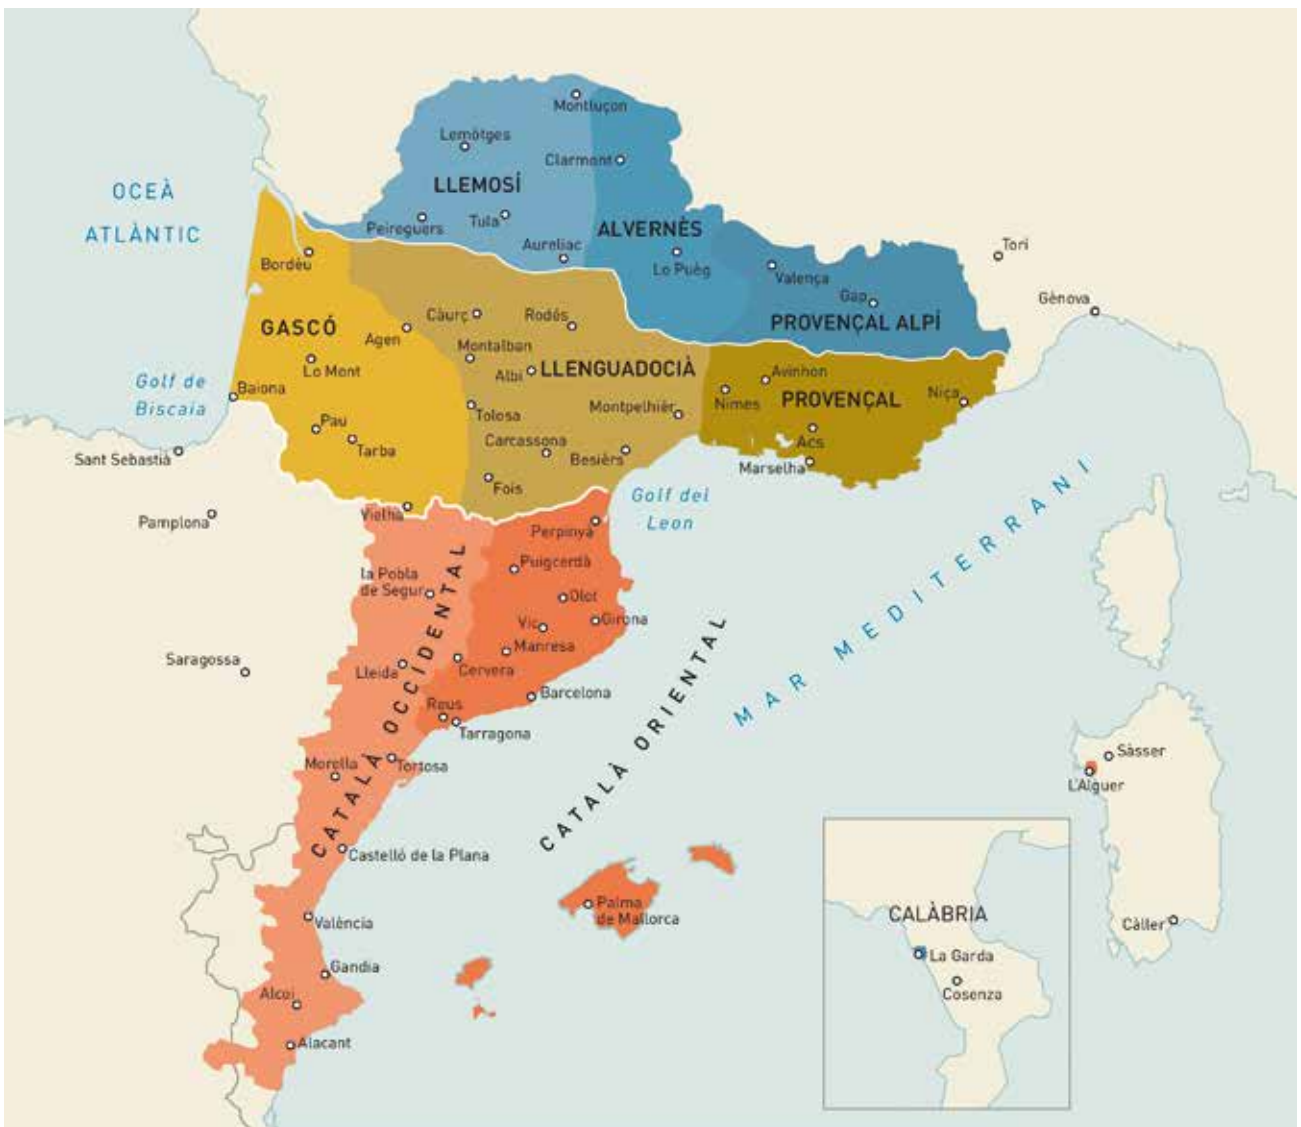 Montluçon
Lemòtges
Clarmont
LLEMOSÍ
OCEÀ
ATLÀNTIC
Peireguers
Tula
ALVERNÈS
Aureliac
Lo Puèg
Tori
Bordèu
Valença
Gap
Gènova
GASCÓ
Càurç
Rodés
PROVENÇAL ALPÍ
Agen
Montalban
Lo Mont
Albi
LLENGUADOCIÀ
Avinhon
Golf de
Biscaia
Baiona
Tolosa
Montpelhièr
Nimes
PROVENÇAL
Niça
Pau
Tarba
Carcassona
Besièrs
Acs
Marselha
Sant Sebastià
Fois
Golf del
Leon
Vielha
Pamplona
Perpinyà
Puigcerdà
la Pobla
de Segur
Olot
Girona
Vic
Manresa
Saragossa
Lleida
Cervera
CATALÀ OCCIDENTAL
CATALÀ ORIENTAL
MAR MEDITERRANI
Barcelona
Reus
Tarragona
Morella
Tortosa
Sàsser
L'Alguer
Castelló de la Plana
Palma
de Mallorca
València
Gandia
Alcoi
Alacant
CALÀBRIA
La Garda
Cosenza
Càller